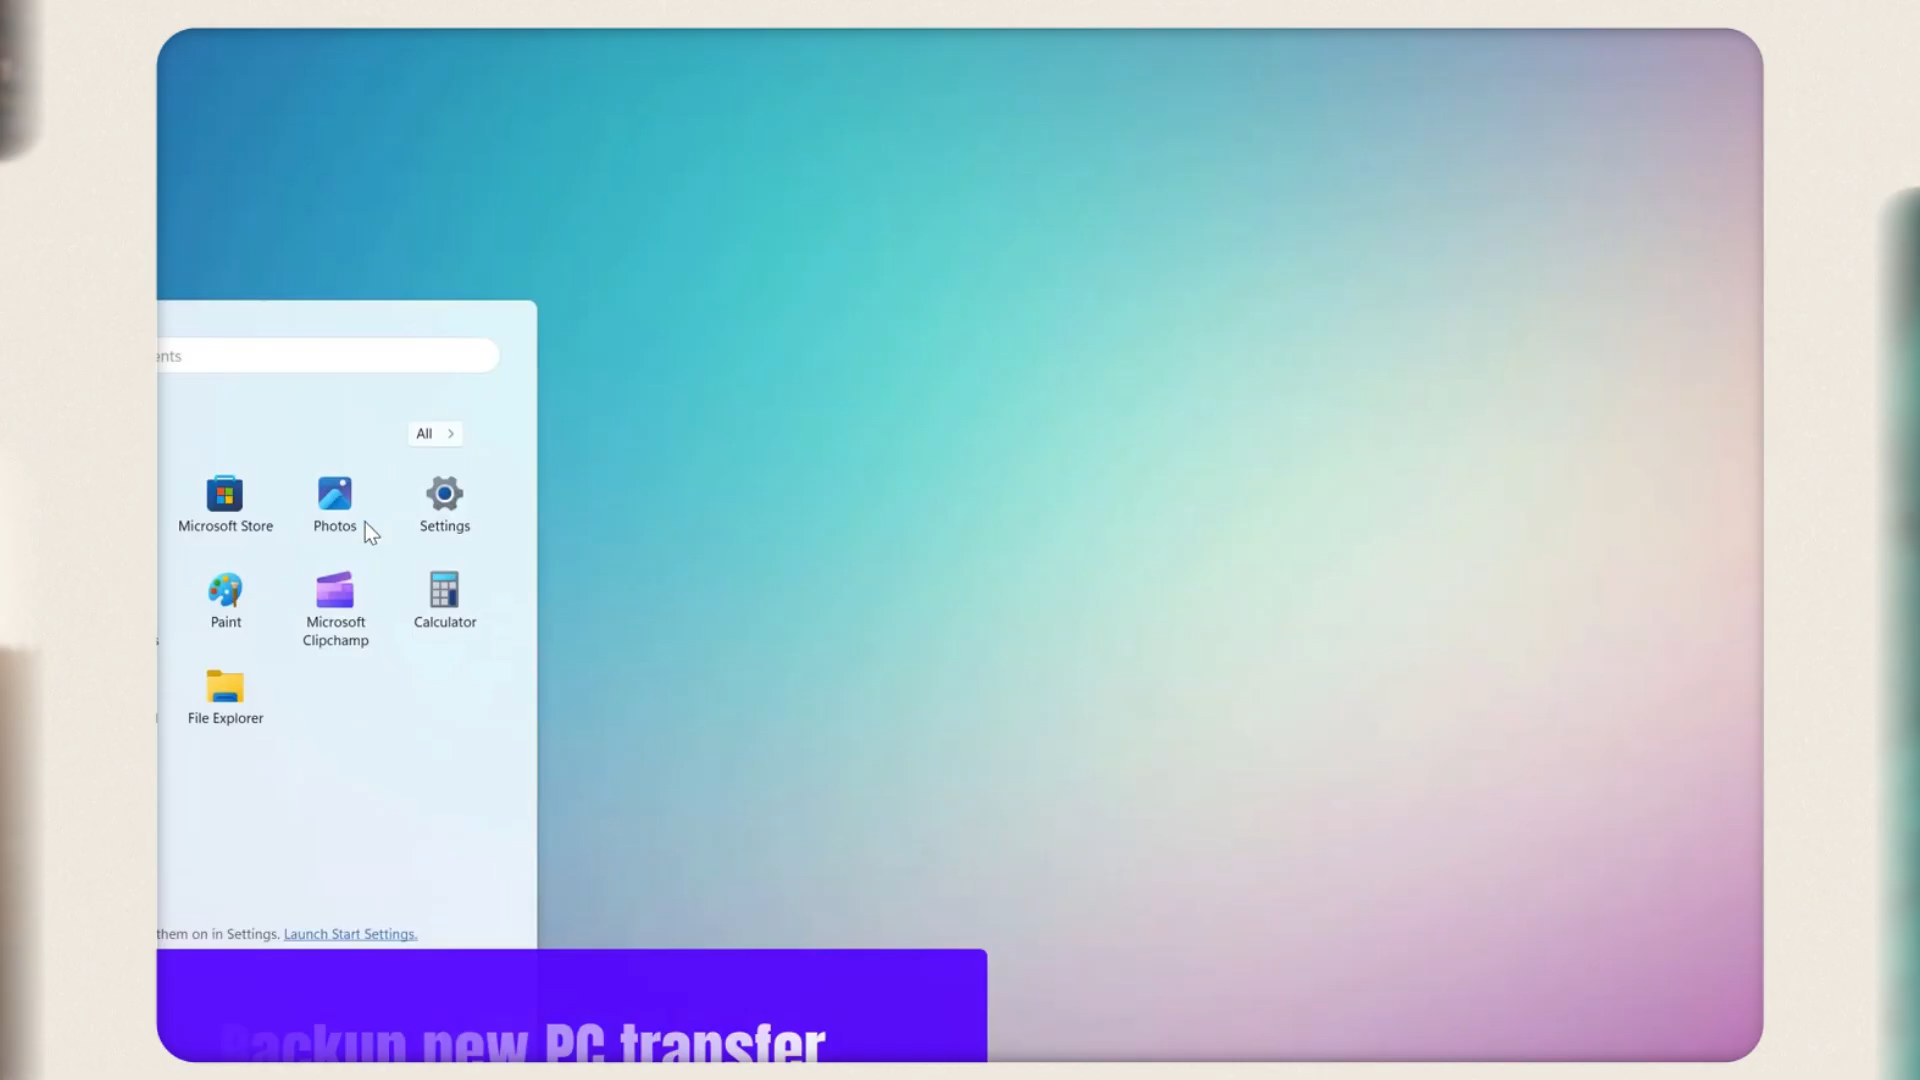 ents
All
Microsoft Store
Photos
Settings
Paint
Microsoft
Clipchamp
Calculator
File Explorer
them on in Settings. Launch Start Settings.
Backup new PC transfer